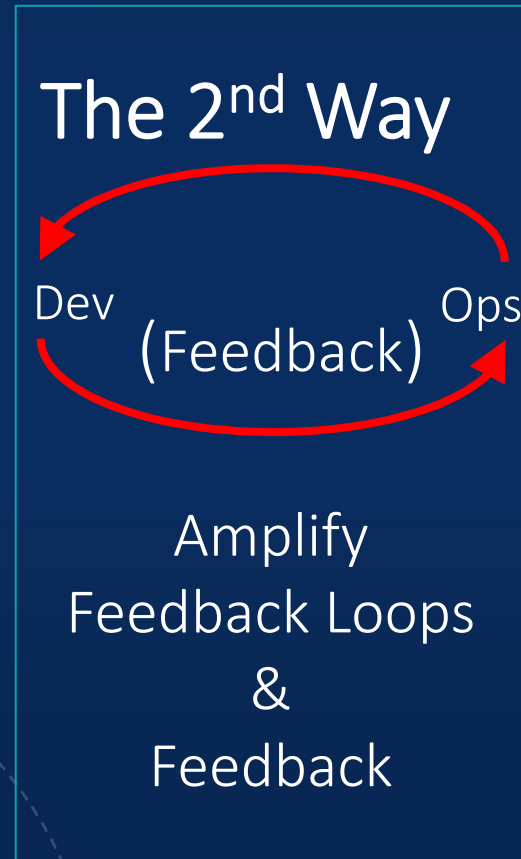 The 2nd Way
Dev
Ops
(Feedback)
Amplify
Feedback Loops
&
Feedback